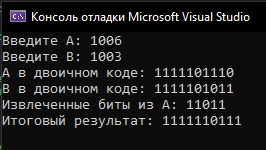 Консоль отладки Microsoft Visual Studio
Введите A: 1006
Введите B: 1003
A в двоичном коде: 1111101110
B в двоичном коде: 1111101011
Извлеченные биты из A: 11011
Итоговый результат: 1111110111